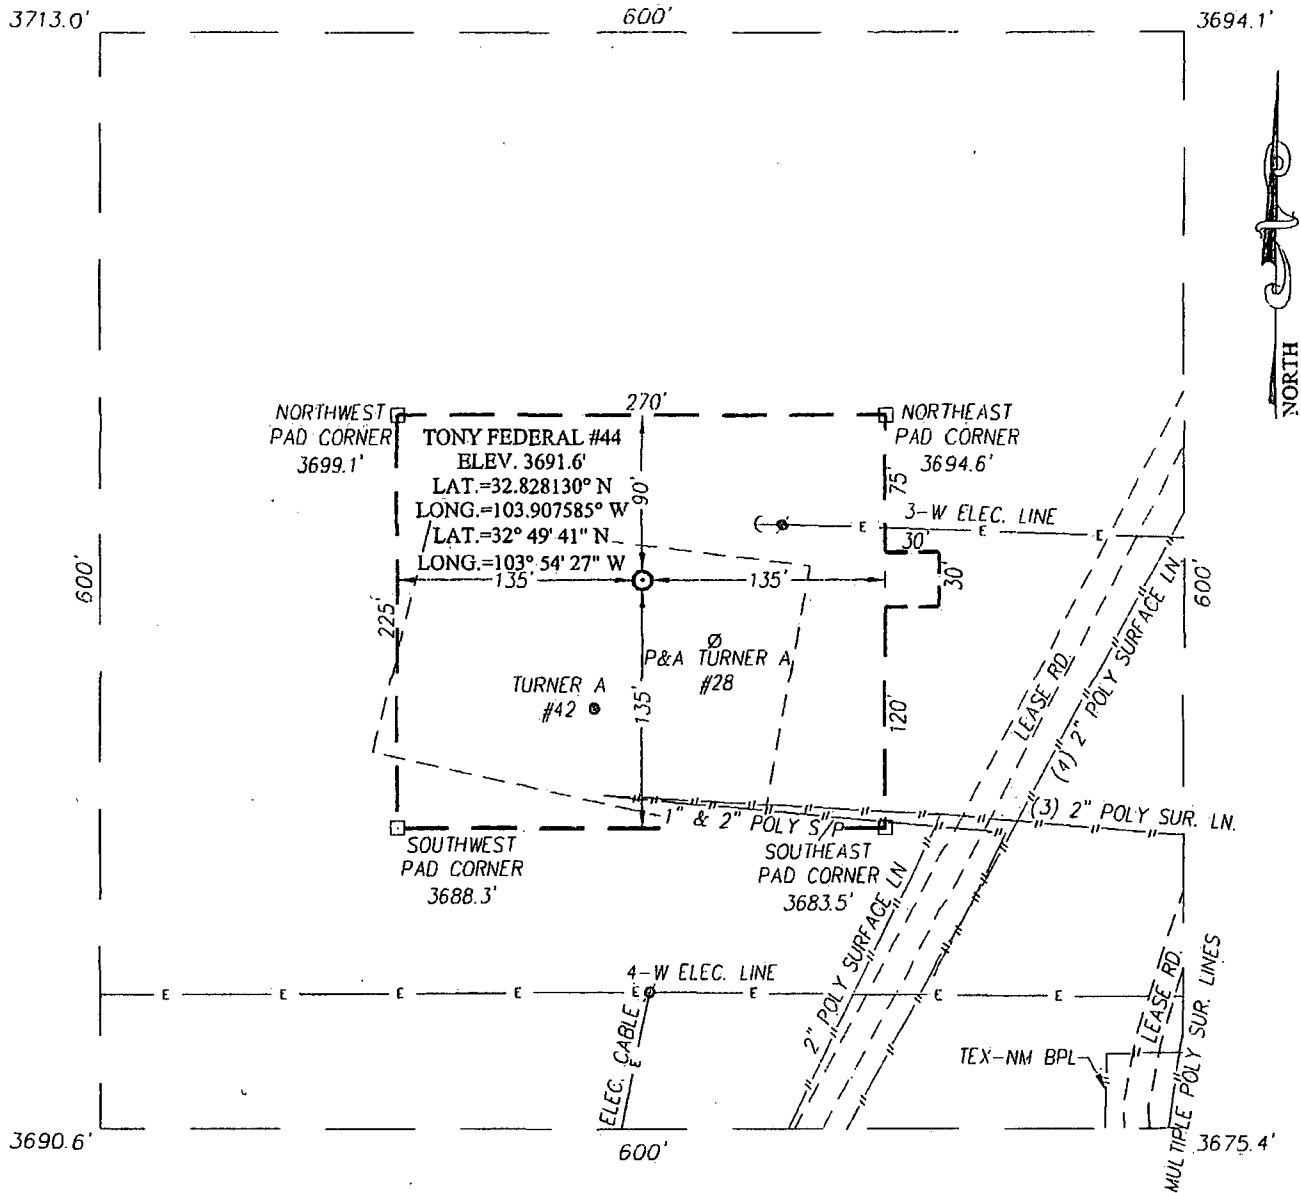 3713.0'
600'
3694.1'
NORTH
NORTHWEST
PAD CORNER
3699.1'
270'
NORTHEAST
PAD CORNER
3694.6'
TONY FEDERAL #44
ELEV. 3691.6'
LAT.=32.828130° N
LONG.=103.907585° W
LAT.=32° 49' 41" N
LONG.=103° 54' 27" W
90'
75'
3-W ELEC. LINE
E
E
E
30'
30'
135'
135'
600'
600'
225'
P&A TURNER A
#28
TURNER A
#42
135'
120'
LEASE RD.
(4) 2" POLY SURFACE LN
(3) 2" POLY SUR. LN.
1" & 2" POLY S/P
SOUTHWEST
PAD CORNER
3688.3'
SOUTHEAST
PAD CORNER
3683.5'
2" POLY SURFACE LN
4-W ELEC. LINE
E
E
E
E
E
E
E
E
ELEC. CABLE
E
TEX-NM BPL
LEASE RD.
MULTIPLE POLY SUR. LINES
3690.6'
600'
3675.4'